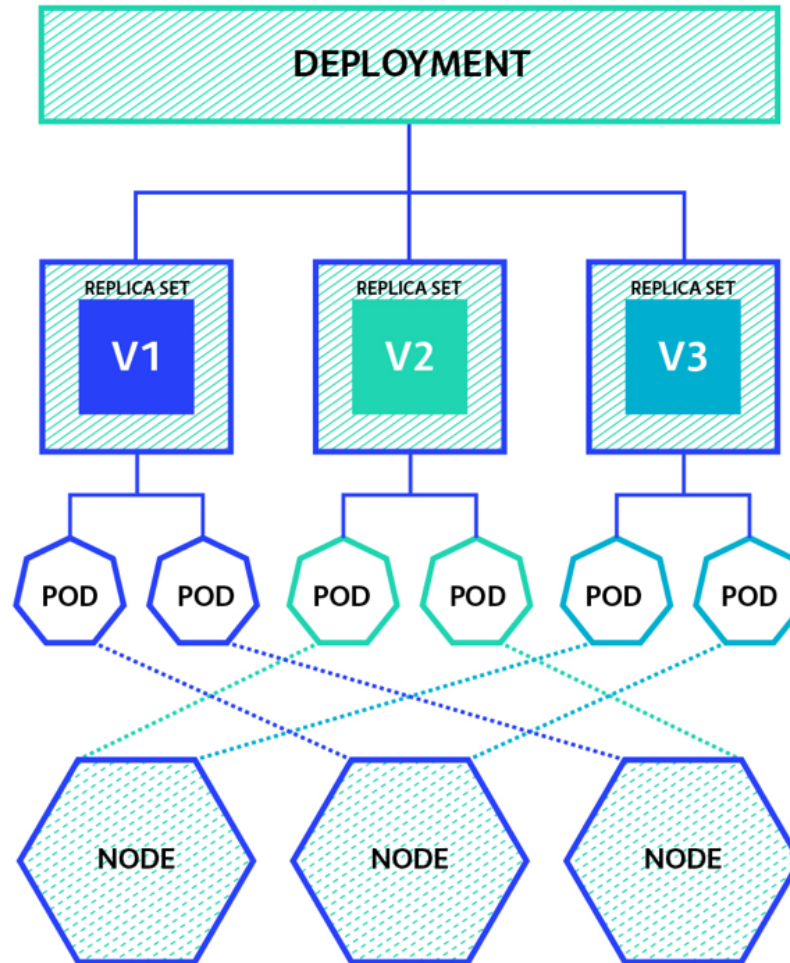 DEPLOYMENT
REPLICA SET
REPLICA SET
REPLICA SET
V1
V2
V3
POD
POD
POD
POD
POD
POD
NODE
NODE
NODE